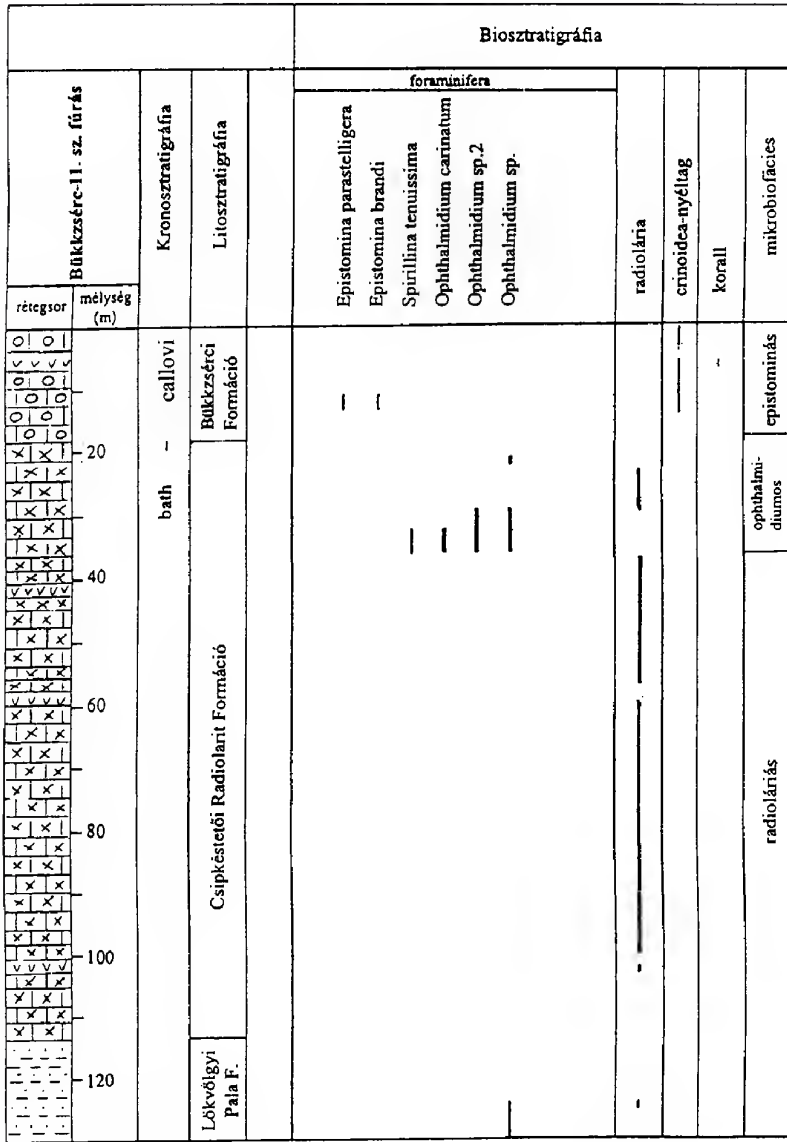 Biosztratigráfia
foraminifera
Bükkzsérc-11. sz. fúrás
rétegsor
mélység
(m)
Kronosztratigráfia
Litosztratigráfia
Epistomina parastelligera
Epistomina brandi
Spirillina tenuissima
Ophthalmidium carinatum
Ophthalmidium sp.2
Ophthalmidium sp.
radiolária
crinoidea-nyéltag
korall
mikrobiofácies
bath – callovi
Bükkzsérci
Formáció
Csipkéstetői Radiolarit Formáció
Lökvölgyi
Pala F.
20
40
60
80
100
120
epistominás
ophthalmi-
diumos
radioláriás